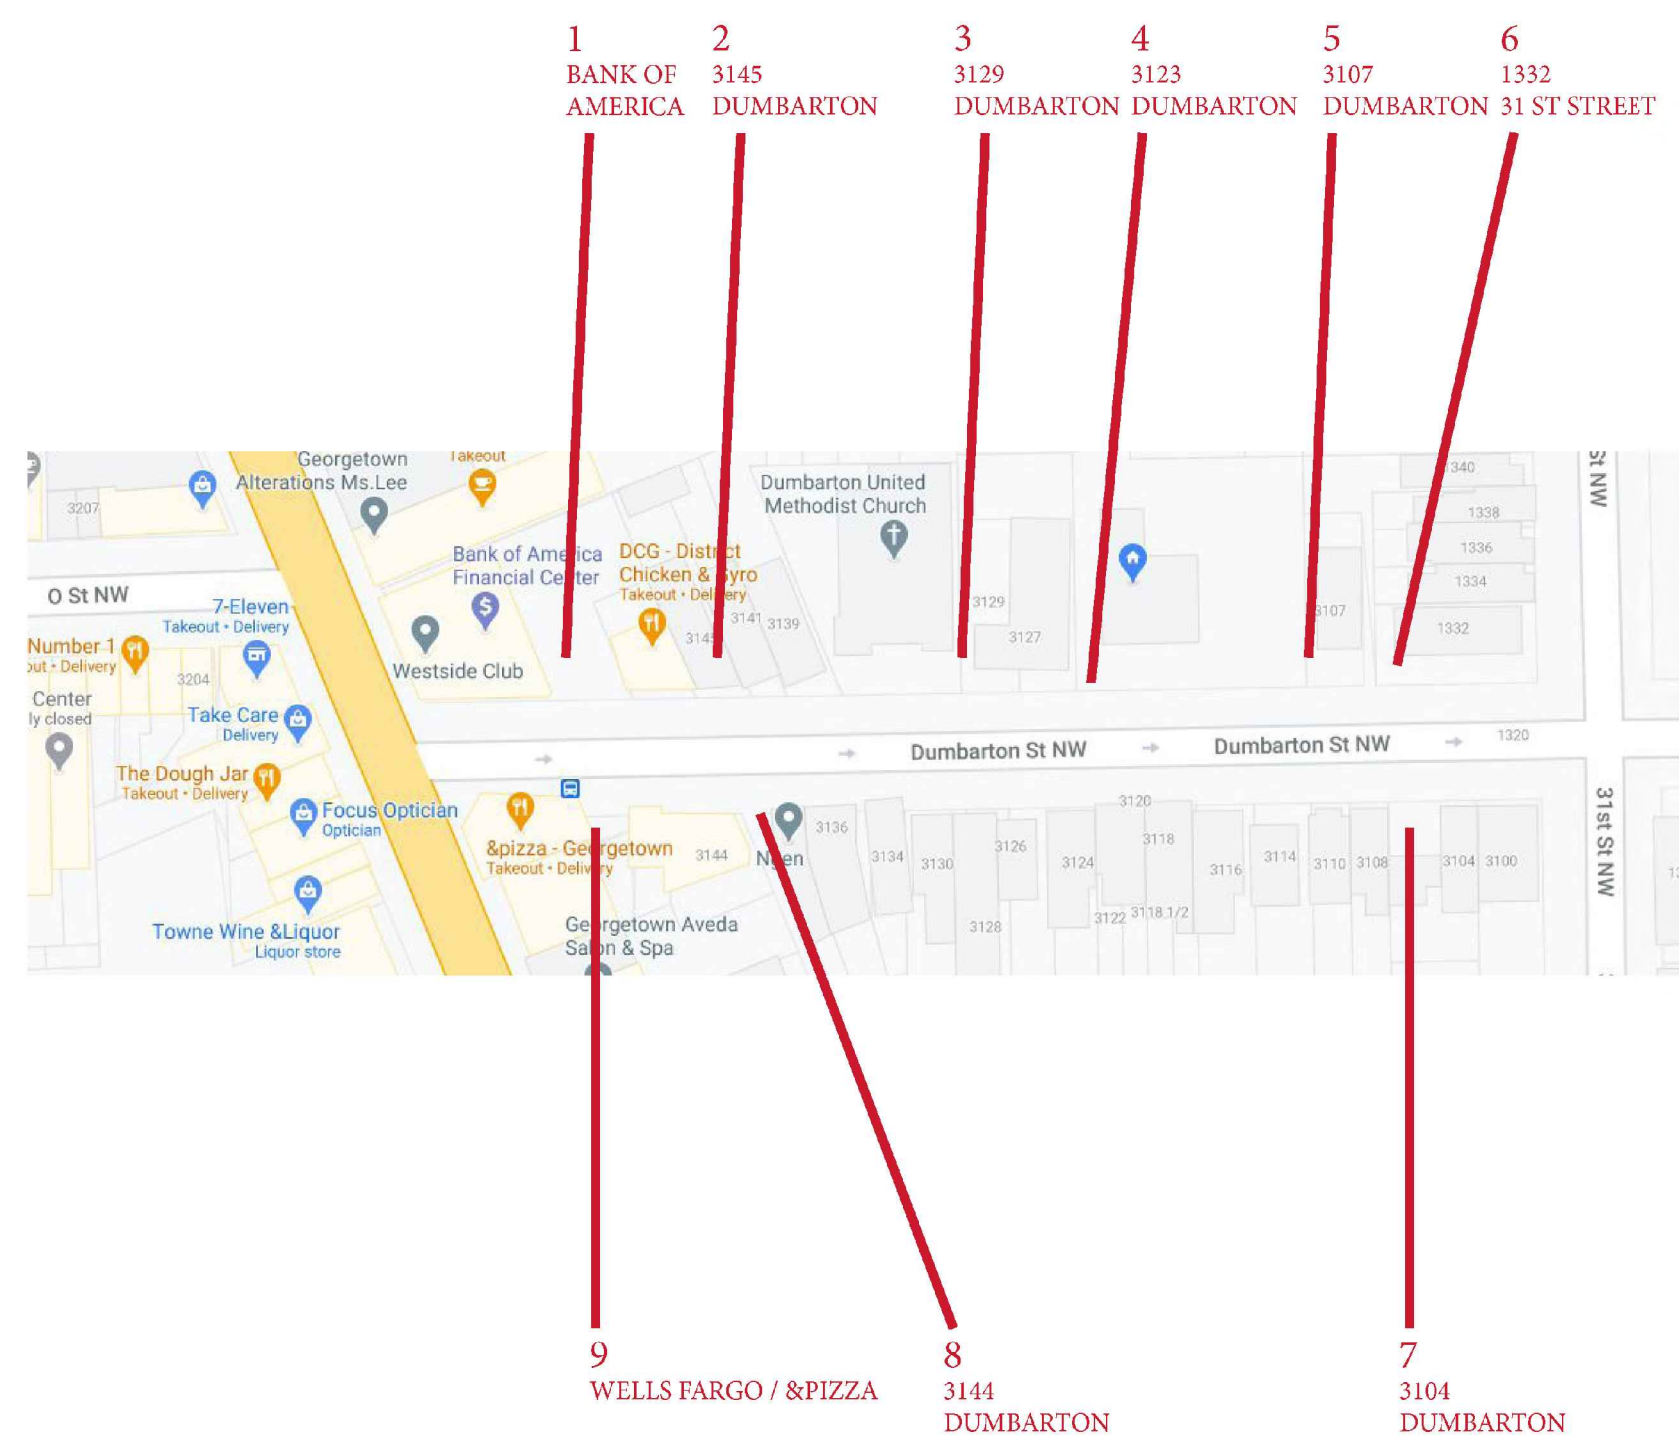 1
BANK OF
AMERICA
2
3145
DUMBARTON
3
3129
DUMBARTON
4
3123
DUMBARTON
5
3107
DUMBARTON
6
1332
31 ST STREET
Georgetown
Alterations Ms.Lee
Takeout
3207
O St NW
7-Eleven
Takeout • Delivery
Number 1
out • Delivery
3204
Center
ly closed
Take Care
Delivery
The Dough Jar
Takeout • Delivery
Focus Optician
Optician
Towne Wine &Liquor
Liquor store
Bank of America
Financial Center
Westside Club
DCG - District
Chicken & Gyro
Takeout • Delivery
3145
3141
3139
Dumbarton United
Methodist Church
3129
3127
3107
1340
1338
1336
1334
1332
St NW
Dumbarton St NW
Dumbarton St NW
1320
31st St NW
&pizza - Georgetown
Takeout • Delivery
3144
Georgetown Aveda
Salon & Spa
3136
3134
3130
3128
3126
3124
3122
3120
3118
3118 1/2
3116
3114
3110
3108
3104
3100
9
WELLS FARGO / &PIZZA
8
3144
DUMBARTON
7
3104
DUMBARTON